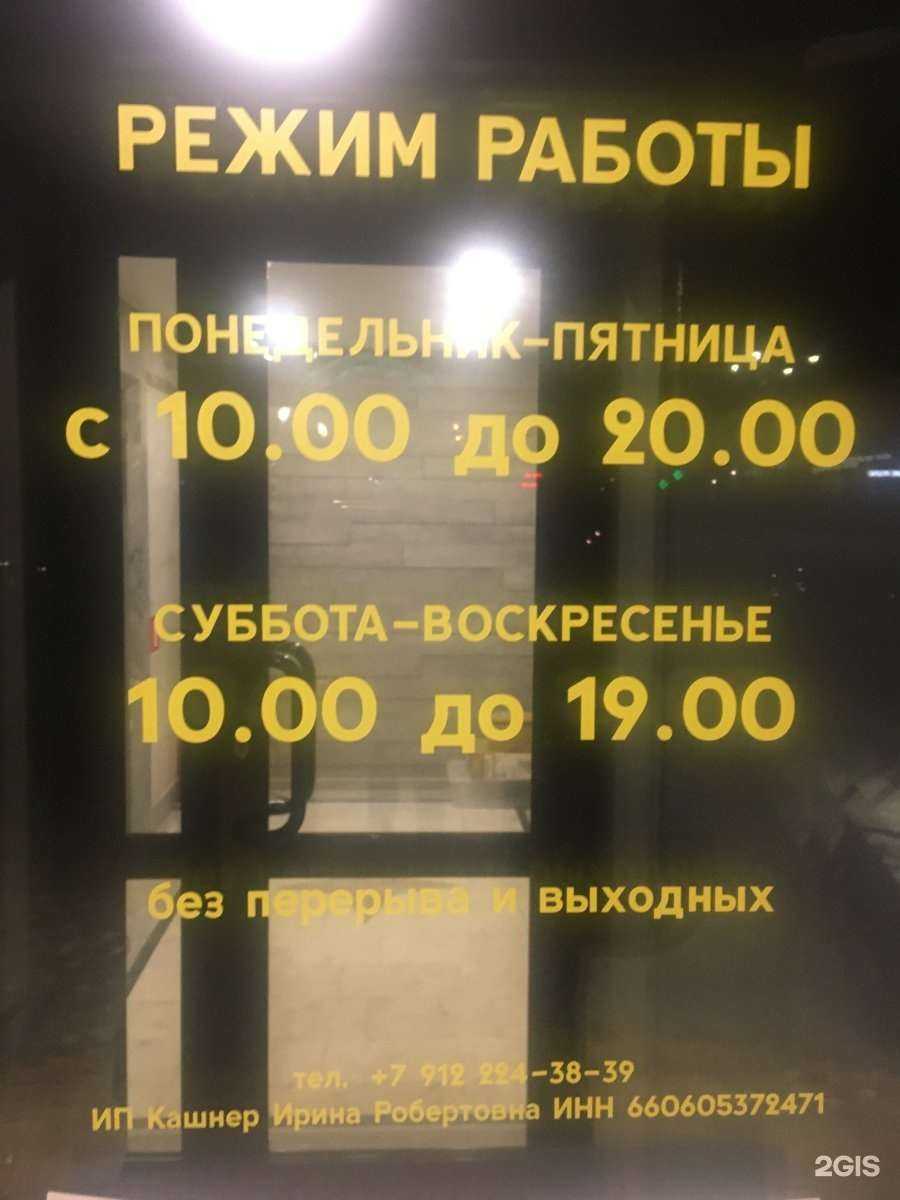 РЕЖИМ РАБОТЫ
ПОНЕДЕЛЬНИК-ПЯТНИЦА
с 10.00 до 20.00
СУББОТА-ВОСКРЕСЕНЬЕ
10.00 до 19.00
без перерыва и выходных
тел. +7 912 224-38-39
ИП Кашнер Ирина Робертовна ИНН 660605372471
2GIS